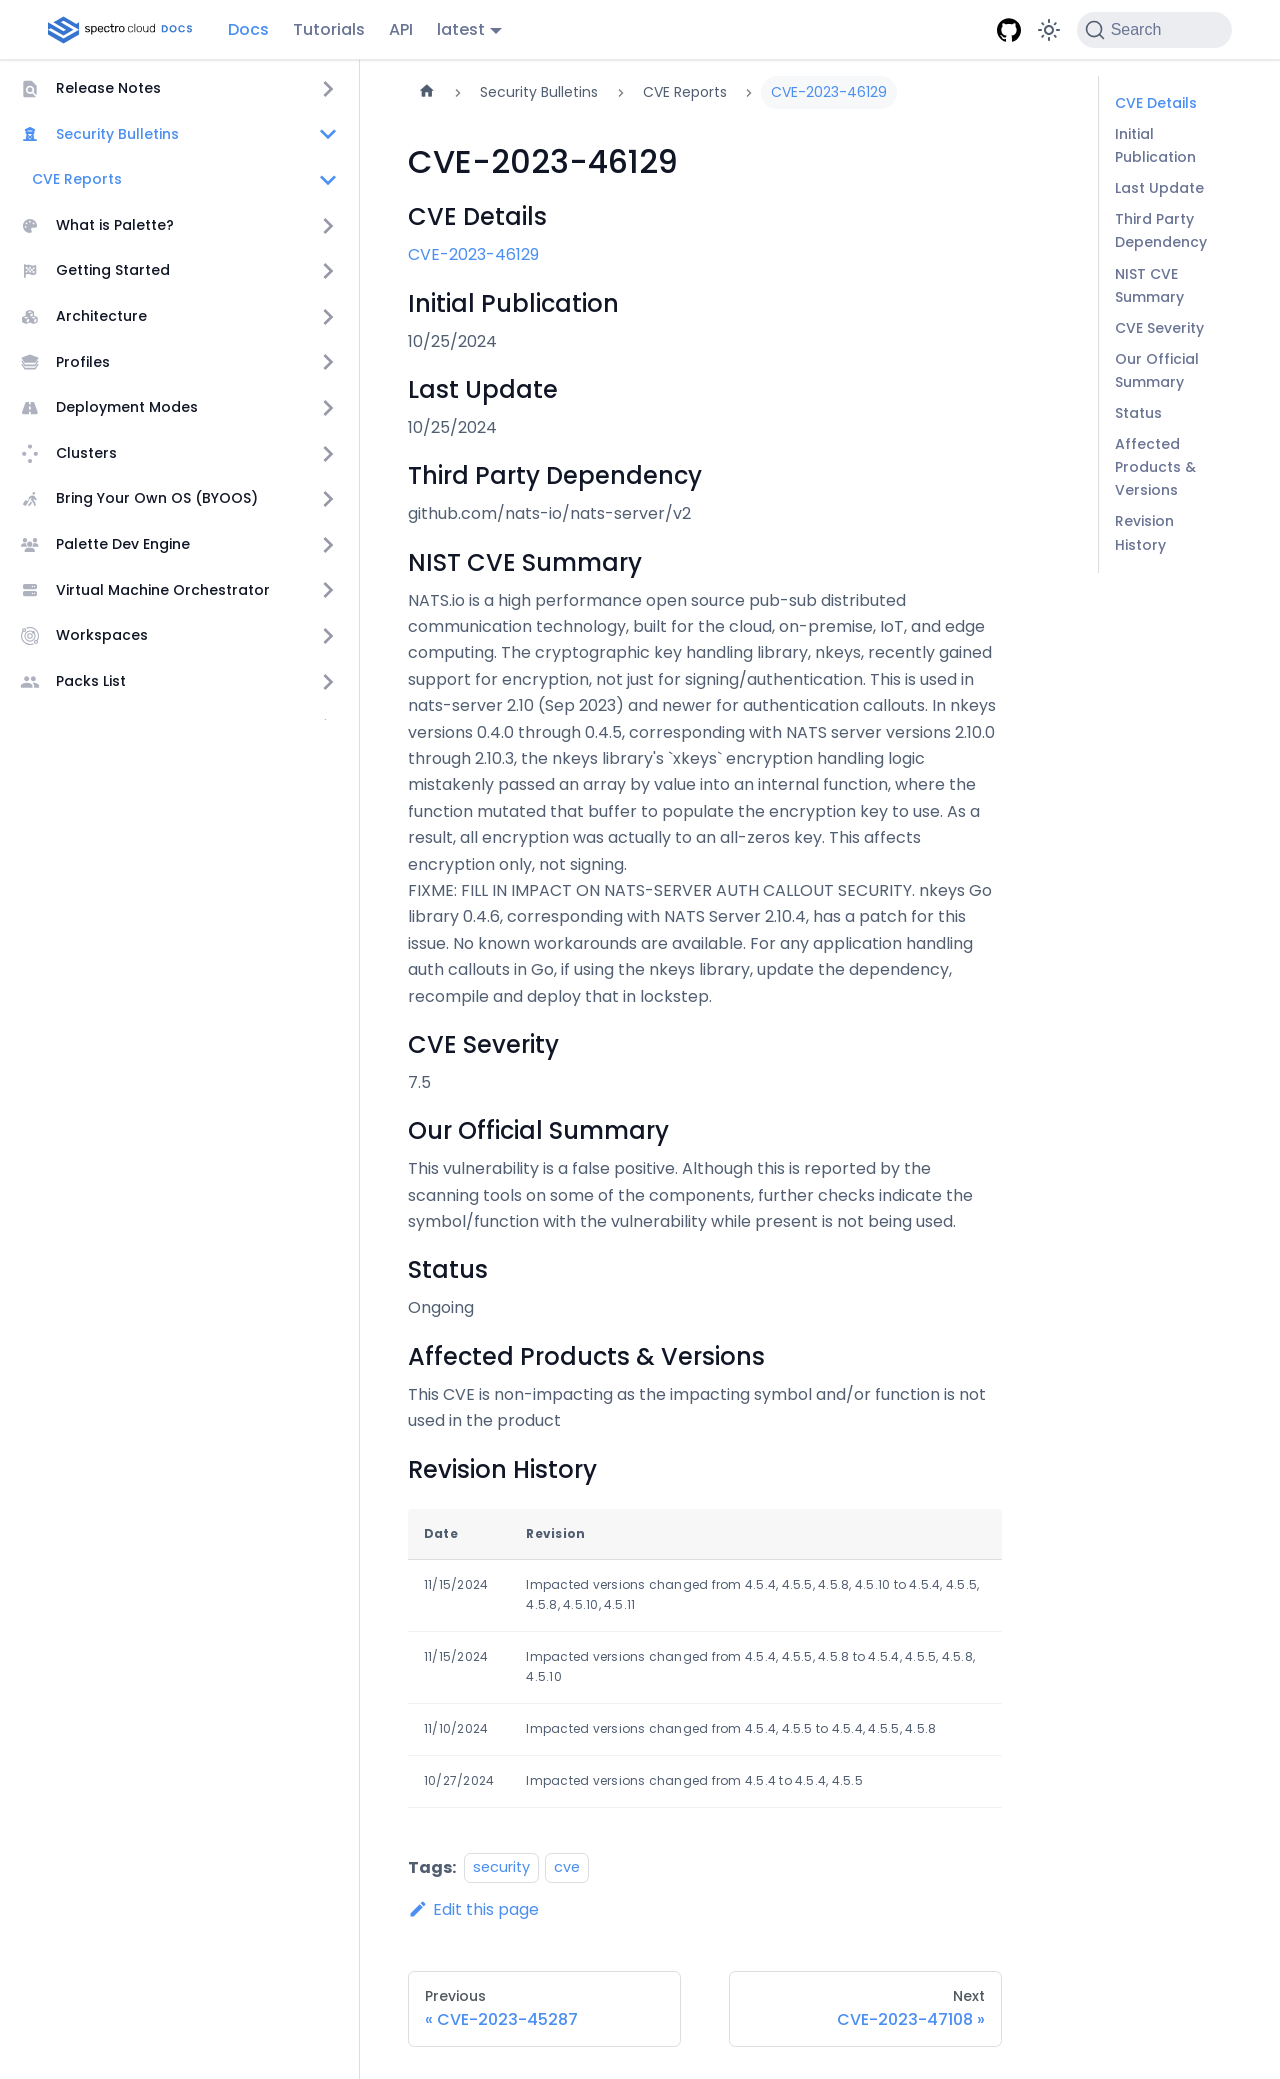 spectro cloud DOCS
Docs
Tutorials
API
latest
Search
Release Notes
Security Bulletins
CVE Reports
What is Palette?
Getting Started
Architecture
Profiles
Deployment Modes
Clusters
Bring Your Own OS (BYOOS)
Palette Dev Engine
Virtual Machine Orchestrator
Workspaces
Packs List
Security Bulletins
CVE Reports
CVE-2023-46129
CVE-2023-46129
CVE Details
CVE-2023-46129
Initial Publication
10/25/2024
Last Update
10/25/2024
Third Party Dependency
github.com/nats-io/nats-server/v2
NIST CVE Summary
NATS.io is a high performance open source pub-sub distributed
communication technology, built for the cloud, on-premise, IoT, and edge
computing. The cryptographic key handling library, nkeys, recently gained
support for encryption, not just for signing/authentication. This is used in
nats-server 2.10 (Sep 2023) and newer for authentication callouts. In nkeys
versions 0.4.0 through 0.4.5, corresponding with NATS server versions 2.10.0
through 2.10.3, the nkeys library's `xkeys` encryption handling logic
mistakenly passed an array by value into an internal function, where the
function mutated that buffer to populate the encryption key to use. As a
result, all encryption was actually to an all-zeros key. This affects
encryption only, not signing.
FIXME: FILL IN IMPACT ON NATS-SERVER AUTH CALLOUT SECURITY. nkeys Go
library 0.4.6, corresponding with NATS Server 2.10.4, has a patch for this
issue. No known workarounds are available. For any application handling
auth callouts in Go, if using the nkeys library, update the dependency,
recompile and deploy that in lockstep.
CVE Severity
7.5
Our Official Summary
This vulnerability is a false positive. Although this is reported by the
scanning tools on some of the components, further checks indicate the
symbol/function with the vulnerability while present is not being used.
Status
Ongoing
Affected Products & Versions
This CVE is non-impacting as the impacting symbol and/or function is not
used in the product
Revision History
Date Revision
11/15/2024 Impacted versions changed from 4.5.4, 4.5.5, 4.5.8, 4.5.10 to 4.5.4, 4.5.5,
4.5.8, 4.5.10, 4.5.11
11/15/2024 Impacted versions changed from 4.5.4, 4.5.5, 4.5.8 to 4.5.4, 4.5.5, 4.5.8,
4.5.10
11/10/2024 Impacted versions changed from 4.5.4, 4.5.5 to 4.5.4, 4.5.5, 4.5.8
10/27/2024 Impacted versions changed from 4.5.4 to 4.5.4, 4.5.5
Tags: security cve
Edit this page
Previous
« CVE-2023-45287
Next
CVE-2023-47108 »
CVE Details
Initial
Publication
Last Update
Third Party
Dependency
NIST CVE
Summary
CVE Severity
Our Official
Summary
Status
Affected
Products &
Versions
Revision
History